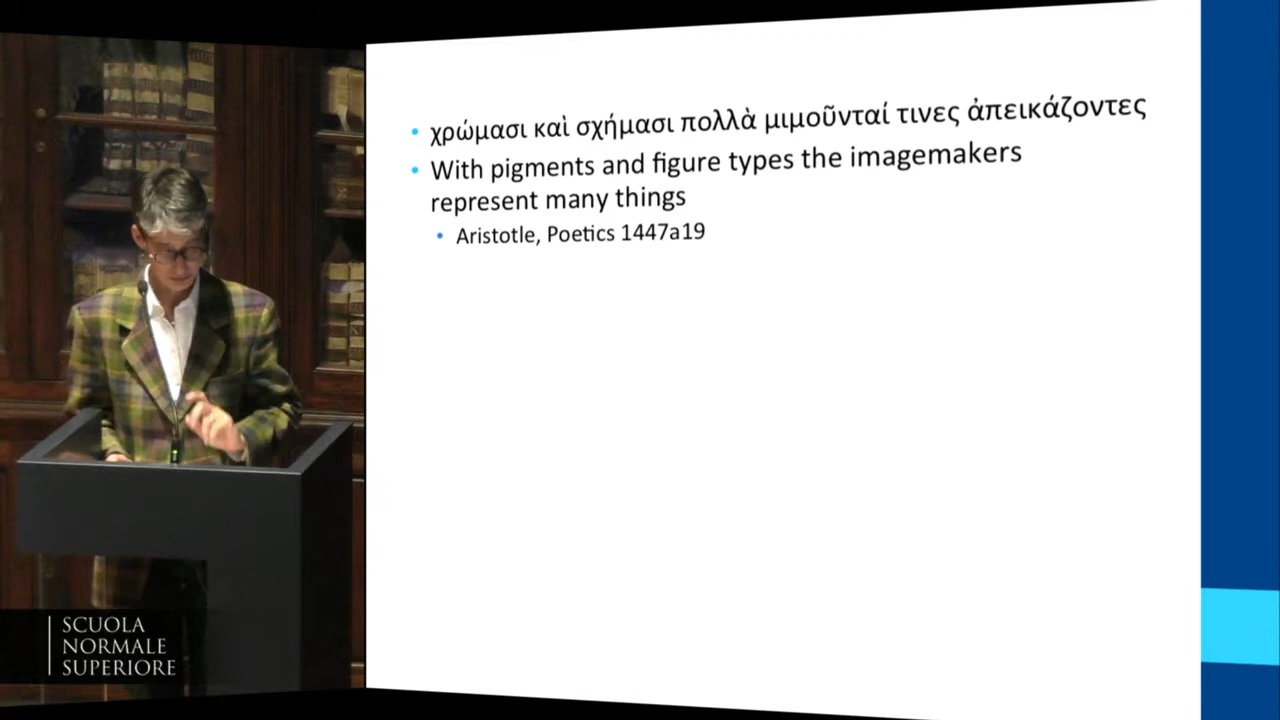 χρώμασι καὶ σχήμασι πολλὰ μιμοῦνταί τινες ἀπεικάζοντες
With pigments and figure types the imagemakers
represent many things
Aristotle, Poetics 1447a19
SCUOLA
NORMALE
SUPERIORE